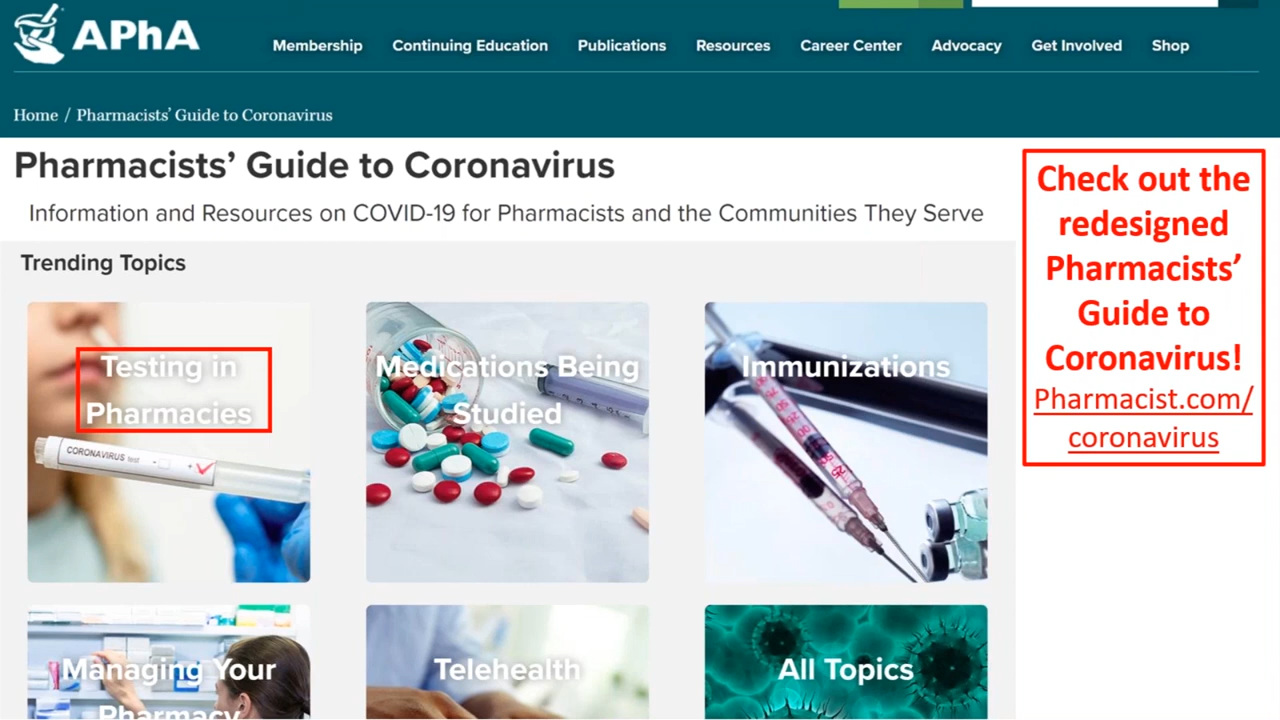 APhA
Membership
Continuing Education
Publications
Resources
Career Center
Advocacy
Get Involved
Shop
Home / Pharmacists’ Guide to Coronavirus
Pharmacists’ Guide to Coronavirus
Information and Resources on COVID-19 for Pharmacists and the Communities They Serve
Trending Topics
Testing in
Pharmacies
CORONAVIRUS test - +
Medications Being
Studied
Immunizations
Managing Your
Pharmacy
Telehealth
All Topics
Check out the
redesigned
Pharmacists’
Guide to
Coronavirus!
Pharmacist.com/
coronavirus